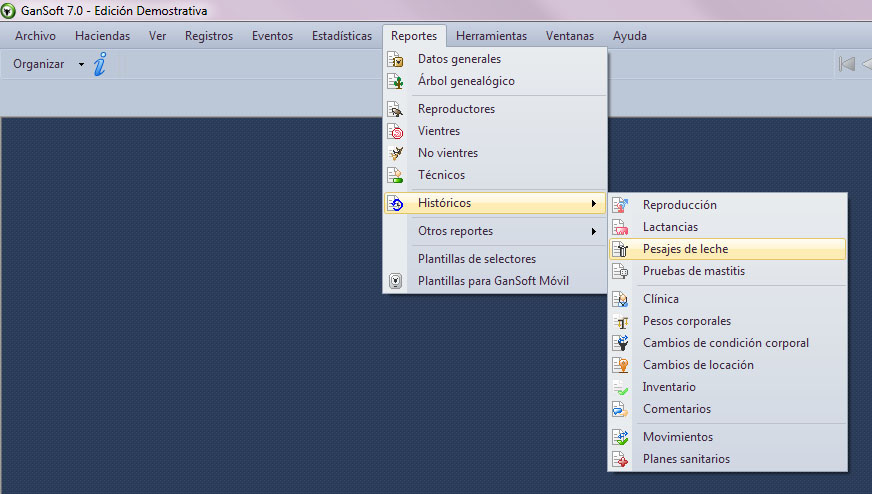 GanSoft 7.0 - Edición Demostrativa
Archivo Haciendas Ver Registros Eventos Estadísticas Reportes Herramientas Ventanas Ayuda
Organizar
Datos generales
Árbol genealógico
Reproductores
Vientres
No vientres
Técnicos
Históricos
Otros reportes
Plantillas de selectores
Plantillas para GanSoft Móvil
Reproducción
Lactancias
Pesajes de leche
Pruebas de mastitis
Clínica
Pesos corporales
Cambios de condición corporal
Cambios de locación
Inventario
Comentarios
Movimientos
Planes sanitarios